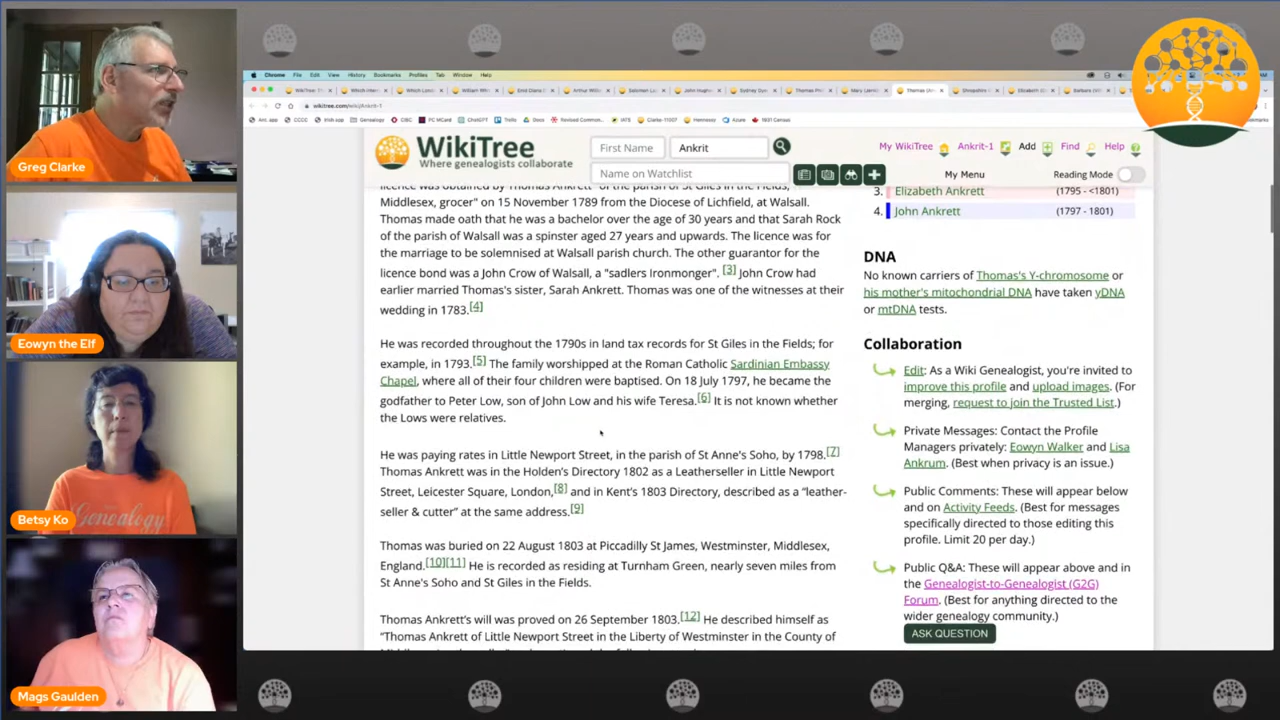 Greg Clarke
Eowyn the Elf
Betsy Ko
Genealogy
Mags Gaulden
Chrome File Edit View History Bookmarks Profiles Tab Window Help
wikitree.com/wiki/Ankrit-1
WikiTree
Where genealogists collaborate
First Name
Ankrit
Name on Watchlist
My WikiTree
Ankrit-1
Add
Find
Help
My Menu
Reading Mode
Middlesex, grocer" on 15 November 1789 from the Diocese of Lichfield, at Walsall.
Thomas made oath that he was a bachelor over the age of 30 years and that Sarah Rock
of the parish of Walsall was a spinster aged 27 years and upwards. The licence was for
the marriage to be solemnised at Walsall parish church. The other guarantor for the
licence bond was a John Crow of Walsall, a "sadlers Ironmonger". [3] John Crow had
earlier married Thomas's sister, Sarah Ankrett. Thomas was one of the witnesses at their
wedding in 1783.[4]
He was recorded throughout the 1790s in land tax records for St Giles in the Fields; for
example, in 1793.[5] The family worshipped at the Roman Catholic Sardinian Embassy
Chapel, where all of their four children were baptised. On 18 July 1797, he became the
godfather to Peter Low, son of John Low and his wife Teresa.[6] It is not known whether
the Lows were relatives.
He was paying rates in Little Newport Street, in the parish of St Anne's Soho, by 1798.[7]
Thomas Ankrett was in the Holden's Directory 1802 as a Leatherseller in Little Newport
Street, Leicester Square, London,[8] and in Kent's 1803 Directory, described as a "leather-
seller & cutter" at the same address.[9]
Thomas was buried on 22 August 1803 at Piccadilly St James, Westminster, Middlesex,
England.[10][11] He is recorded as residing at Turnham Green, nearly seven miles from
St Anne's Soho and St Giles in the Fields.
Thomas Ankrett's will was proved on 26 September 1803.[12] He described himself as
"Thomas Ankrett of Little Newport Street in the Liberty of Westminster in the County of
3. Elizabeth Ankrett (1795 - <1801)
4. John Ankrett (1797 - 1801)
DNA
No known carriers of Thomas's Y-chromosome or
his mother's mitochondrial DNA have taken yDNA
or mtDNA tests.
Collaboration
Edit: As a Wiki Genealogist, you're invited to
improve this profile and upload images. (For
merging, request to join the Trusted List.)
Private Messages: Contact the Profile
Managers privately: Eowyn Walker and Lisa
Ankrum. (Best when privacy is an issue.)
Public Comments: These will appear below
and on Activity Feeds. (Best for messages
specifically directed to those editing this
profile. Limit 20 per day.)
Public Q&A: These will appear above and in
the Genealogist-to-Genealogist (G2G)
Forum. (Best for anything directed to the
wider genealogy community.)
ASK QUESTION